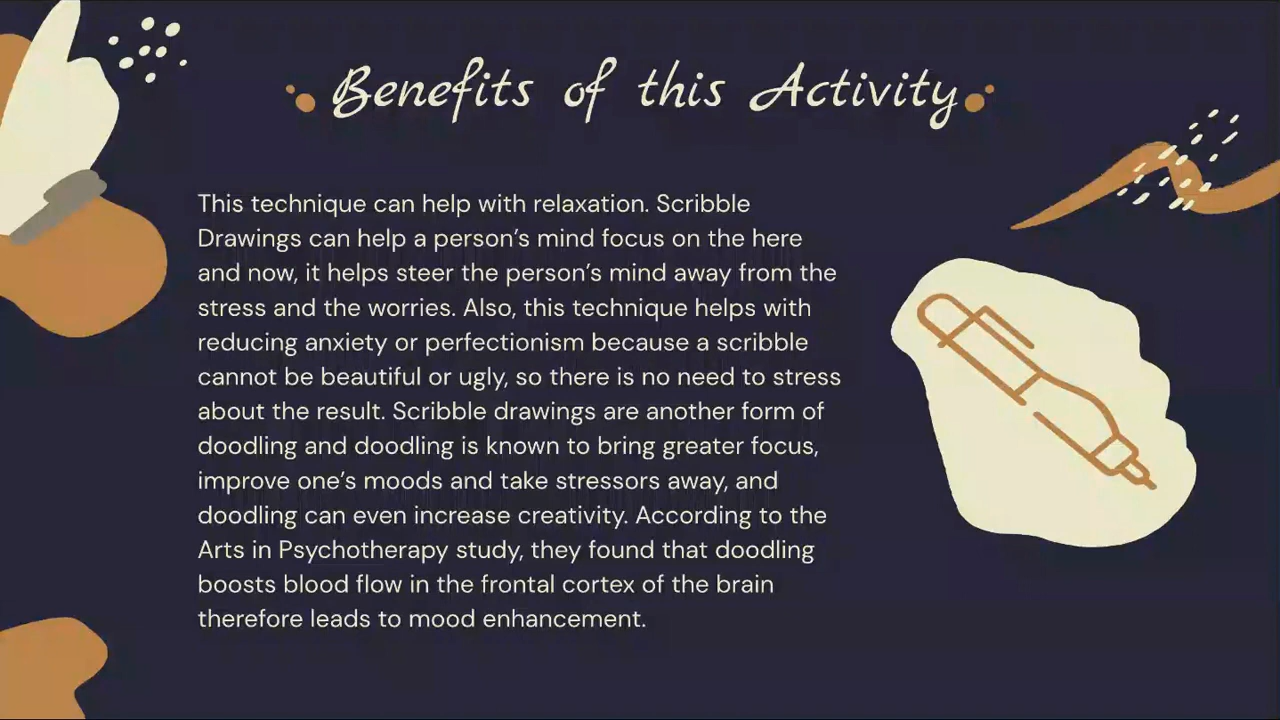 Benefits of this Activity
This technique can help with relaxation. Scribble
Drawings can help a person's mind focus on the here
and now, it helps steer the person's mind away from the
stress and the worries. Also, this technique helps with
reducing anxiety or perfectionism because a scribble
cannot be beautiful or ugly, so there is no need to stress
about the result. Scribble drawings are another form of
doodling and doodling is known to bring greater focus,
improve one's moods and take stressors away, and
doodling can even increase creativity. According to the
Arts in Psychotherapy study, they found that doodling
boosts blood flow in the frontal cortex of the brain
therefore leads to mood enhancement.